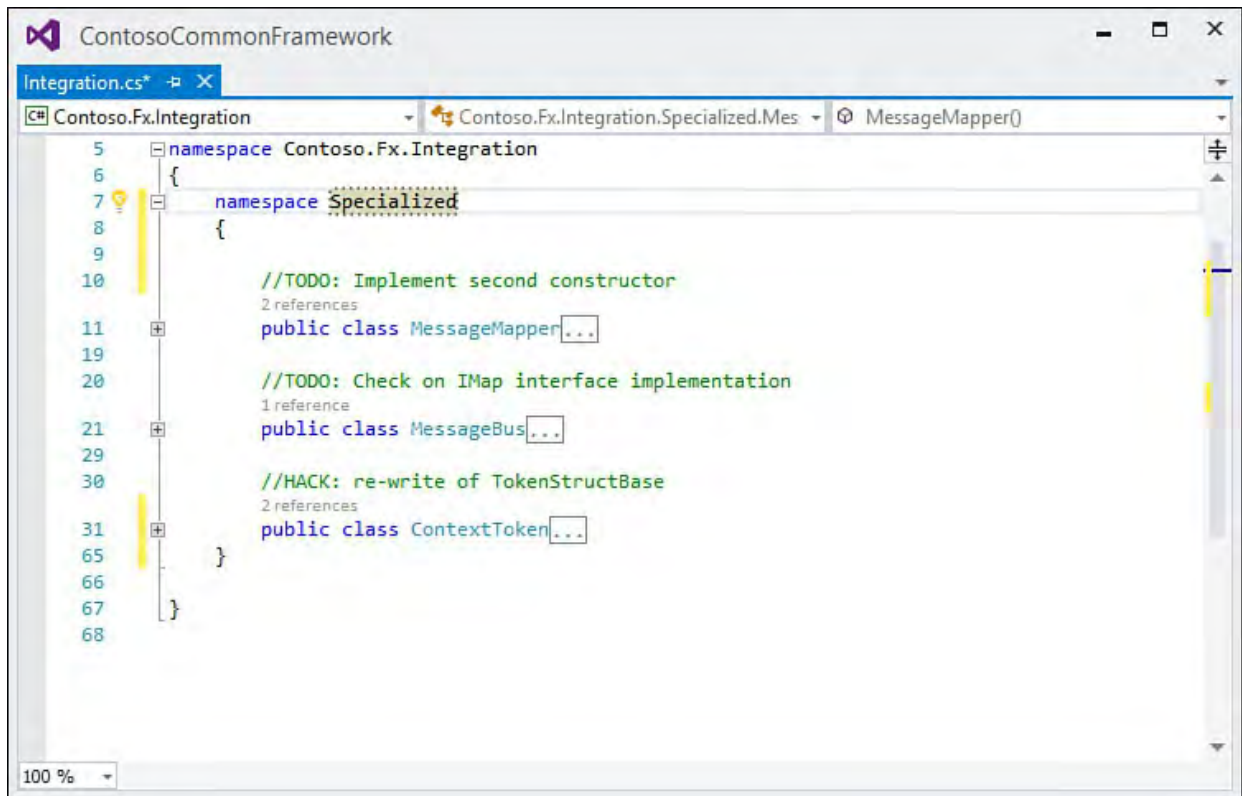 ContosoCommonFramework
Integration.cs*
C# Contoso.Fx.Integration Contoso.Fx.Integration.Specialized.Mes MessageMapper()
5 namespace Contoso.Fx.Integration
6 {
7 namespace Specialized
8 {
9
10 //TODO: Implement second constructor
2 references
11 public class MessageMapper...
19
20 //TODO: Check on IMap interface implementation
1 reference
21 public class MessageBus...
29
30 //HACK: re-write of TokenStructBase
2 references
31 public class ContextToken...
65 }
66
67 }
68
100 %